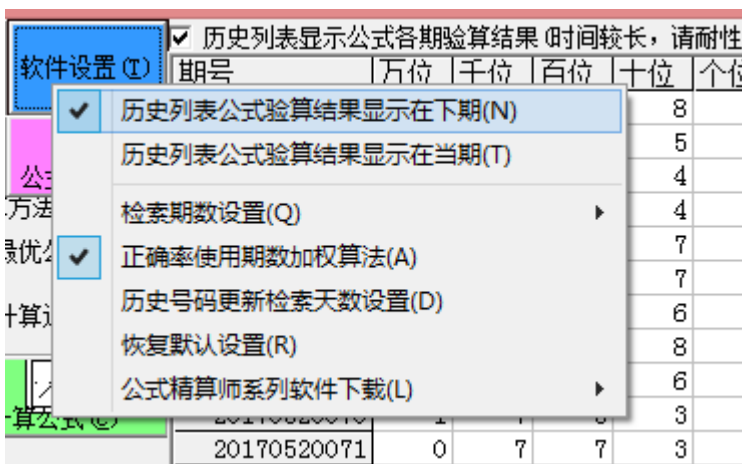 历史列表显示公式各期验算结果(时间较长，请耐性
软件设置(I)
期号 万位 千位 百位 十位 个位
历史列表公式验算结果显示在下期(N)
8
历史列表公式验算结果显示在当期(T)
5
4
检索期数设置(Q)
4
正确率使用期数加权算法(A)
7
7
历史号码更新检索天数设置(D)
6
恢复默认设置(R)
8
公式精算师系列软件下载(L)
6
3
20170520071 0 7 7 3